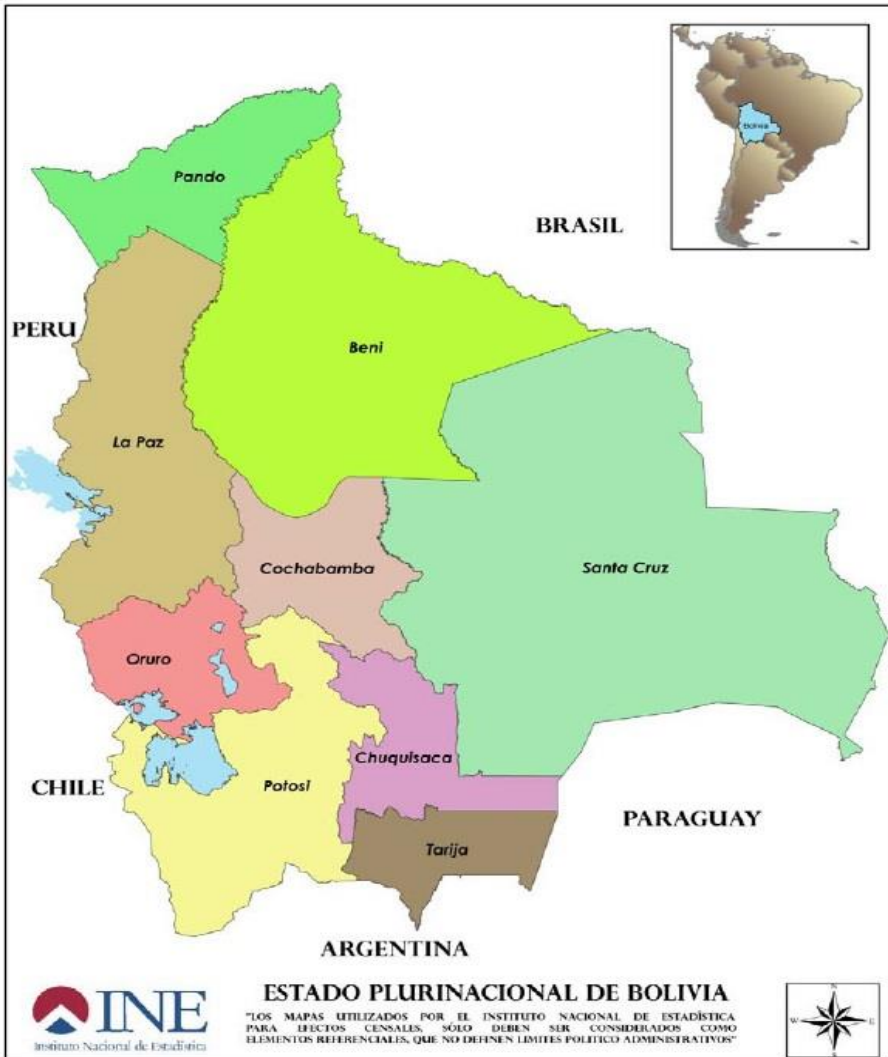 Bolivia
Pando
BRASIL
PERU
Beni
La Paz
Cochabamba
Santa Cruz
Oruro
Chuquisaca
CHILE
Potosi
PARAGUAY
Tarija
ARGENTINA
INE
Instituto Nacional de Estadística
ESTADO PLURINACIONAL DE BOLIVIA
"LOS MAPAS UTILIZADOS POR EL INSTITUTO NACIONAL DE ESTADÍSTICA
PARA EFECTOS CENSALES, SÓLO DEBEN SER CONSIDERADOS COMO
ELEMENTOS REFERENCIALES, QUE NO DEFINEN LIMITES POLITICO ADMINISTRATIVOS"
N
W E
S